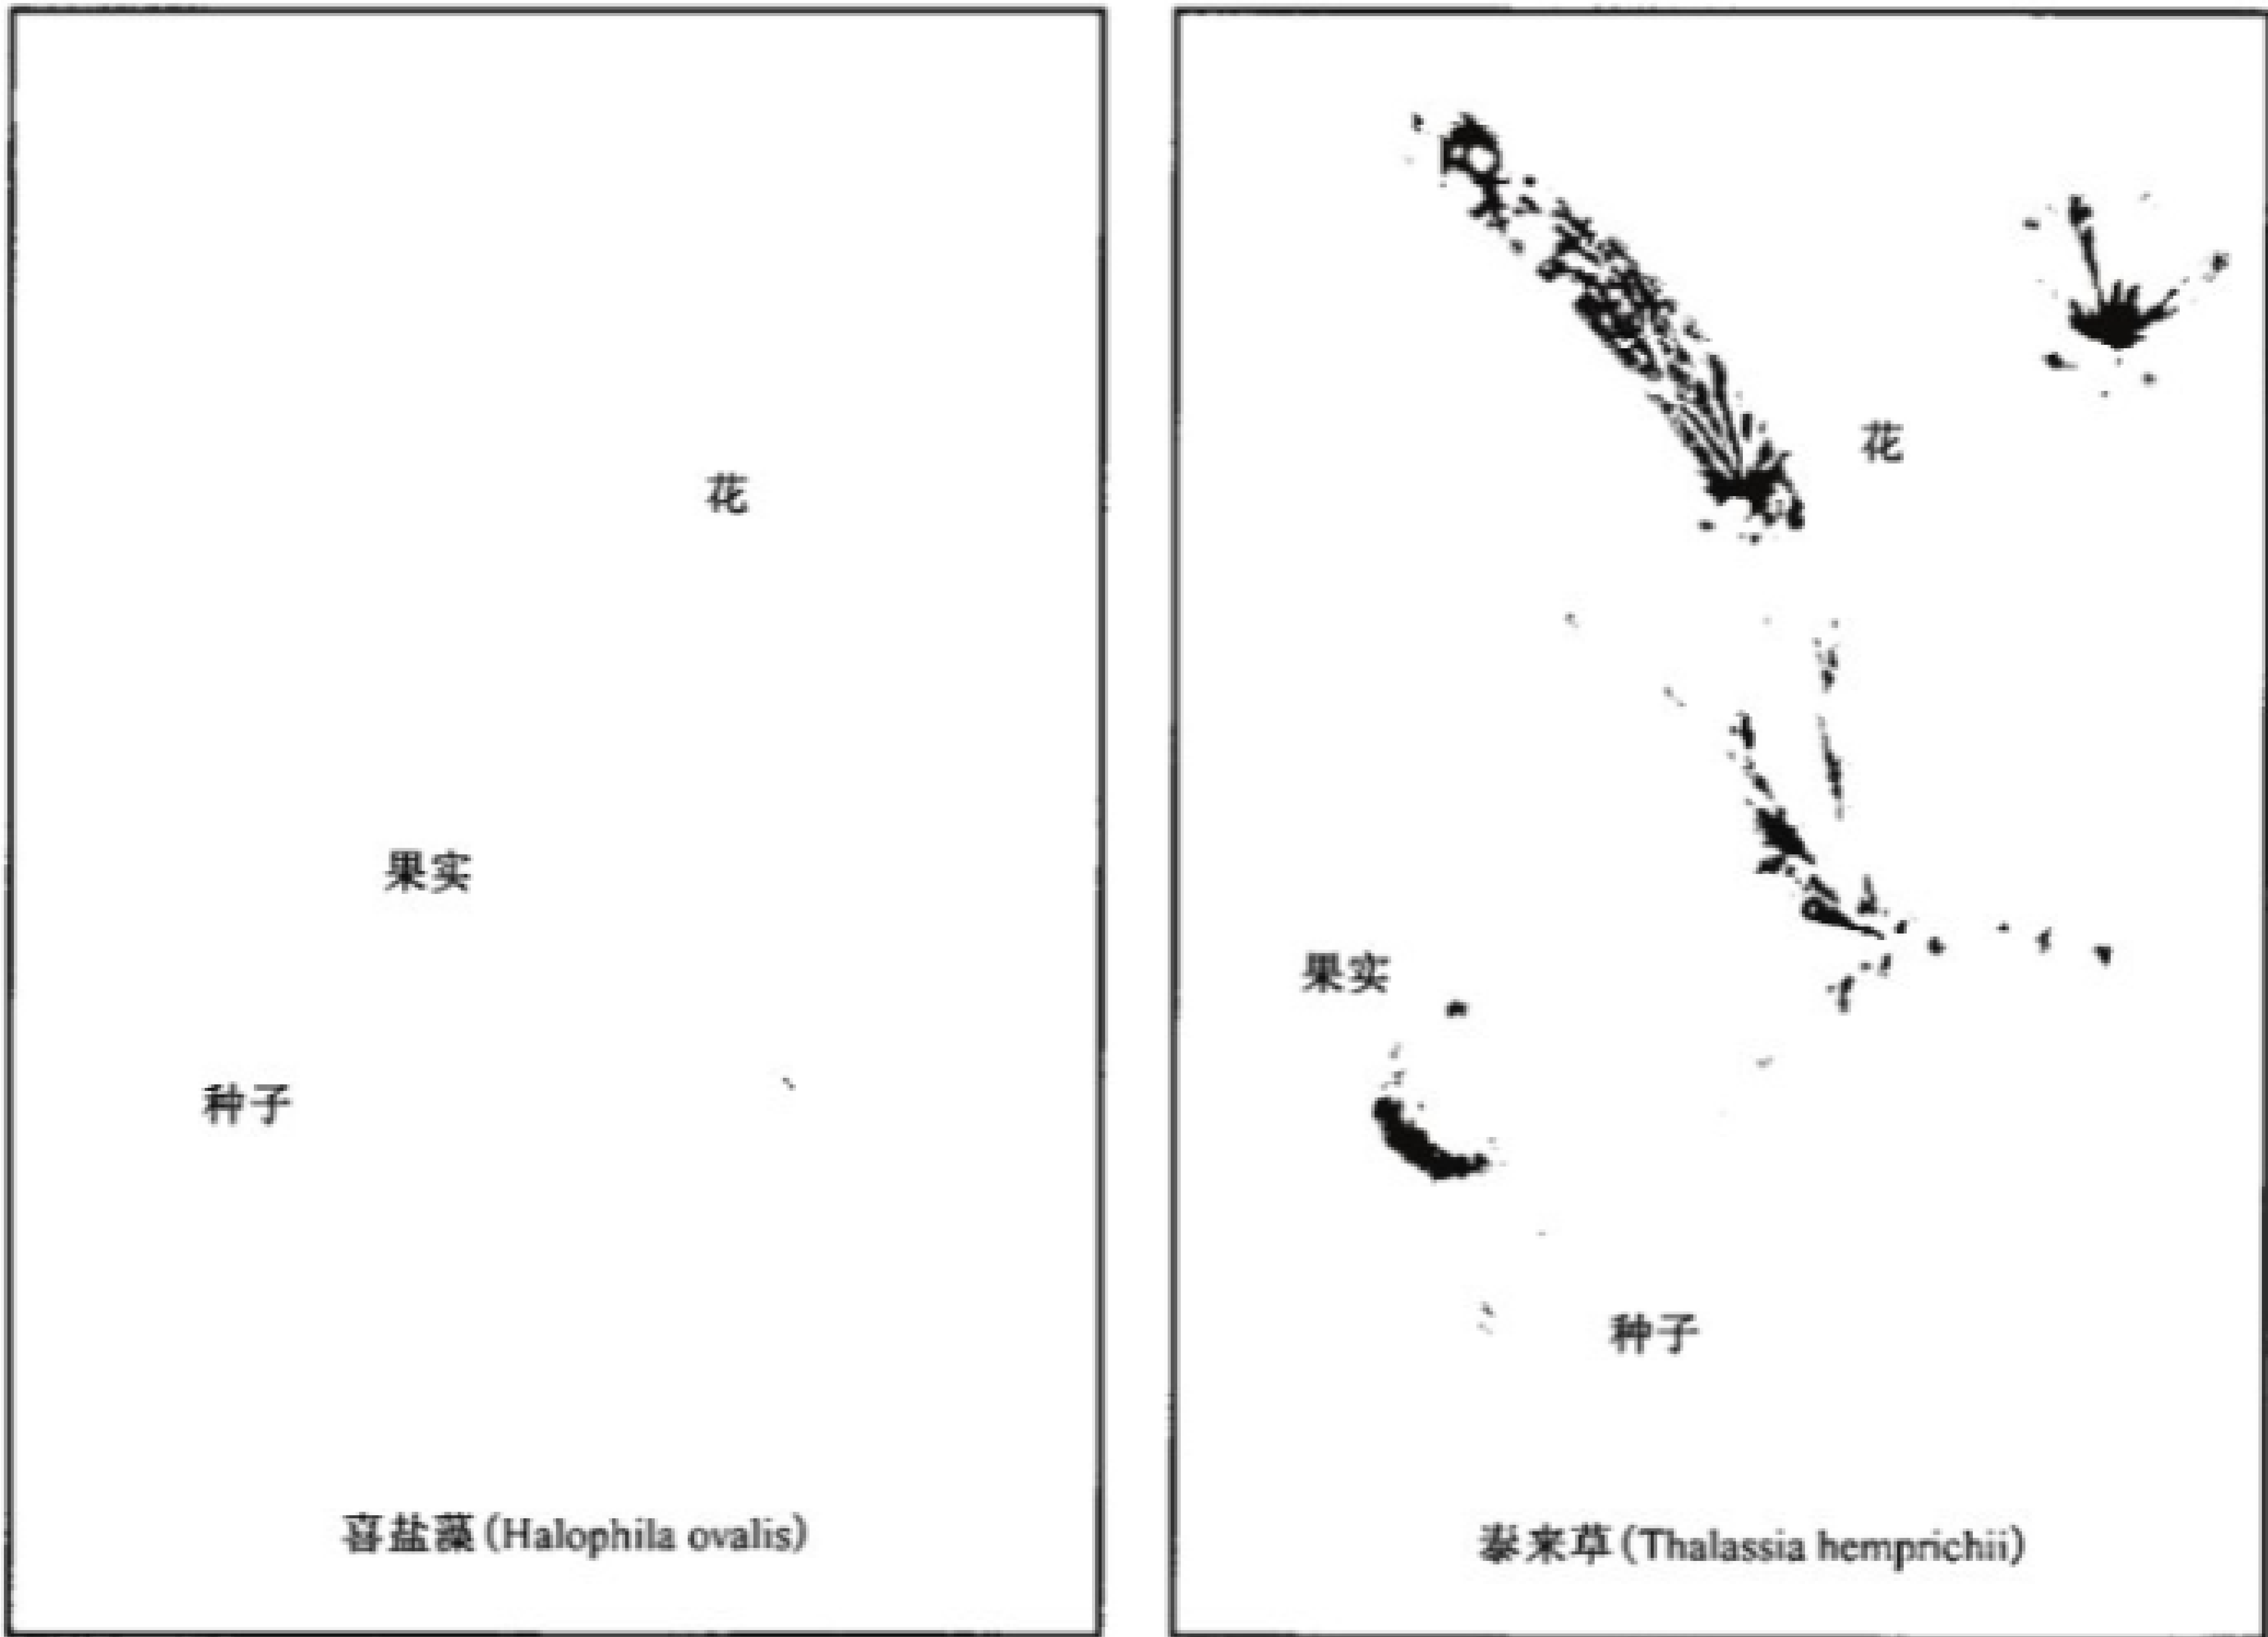 花
果实
种子
喜盐藻(Halophila ovalis)
花
果实
种子
泰来草(Thalassia hemprichii)